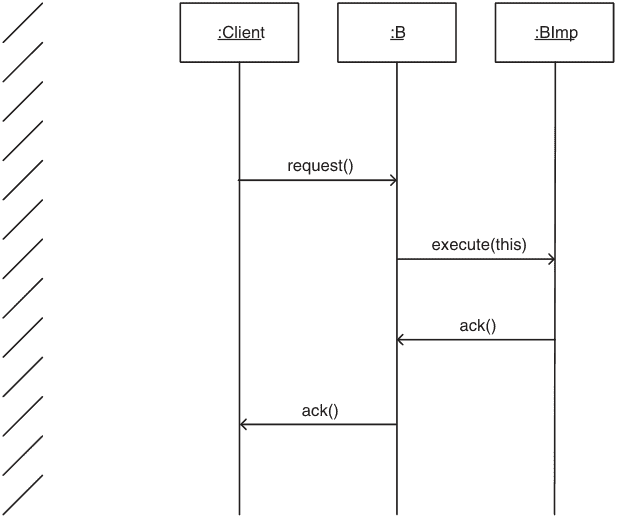 :Client
:B
:BImp
request()
execute(this)
ack()
ack()